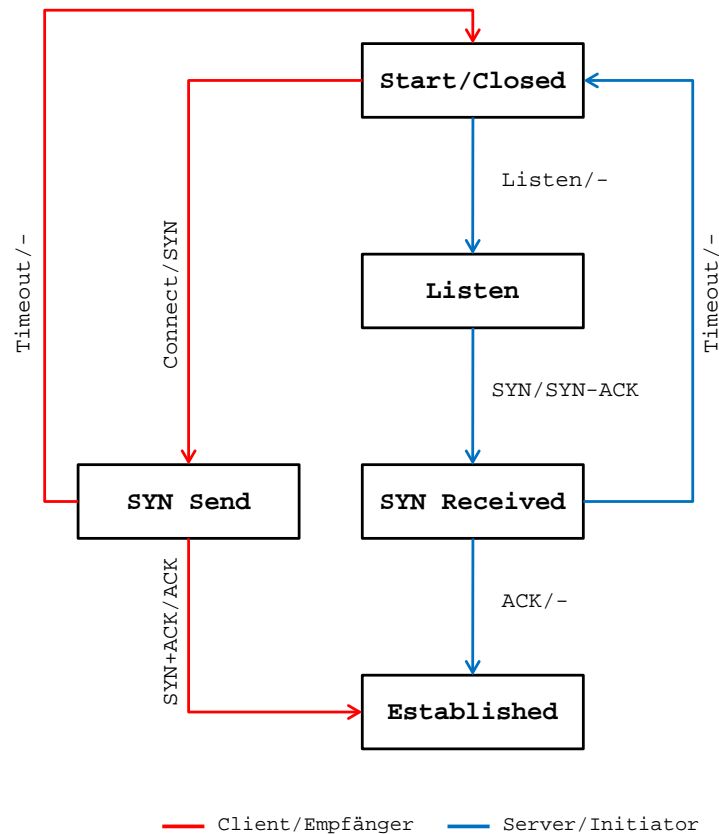 Start/Closed
Listen/-
Timeout/-
Connect/SYN
Timeout/-
Listen
SYN/SYN-ACK
SYN Send
SYN Received
SYN+ACK/ACK
ACK/-
Established
Client/Empfänger
Server/Initiator